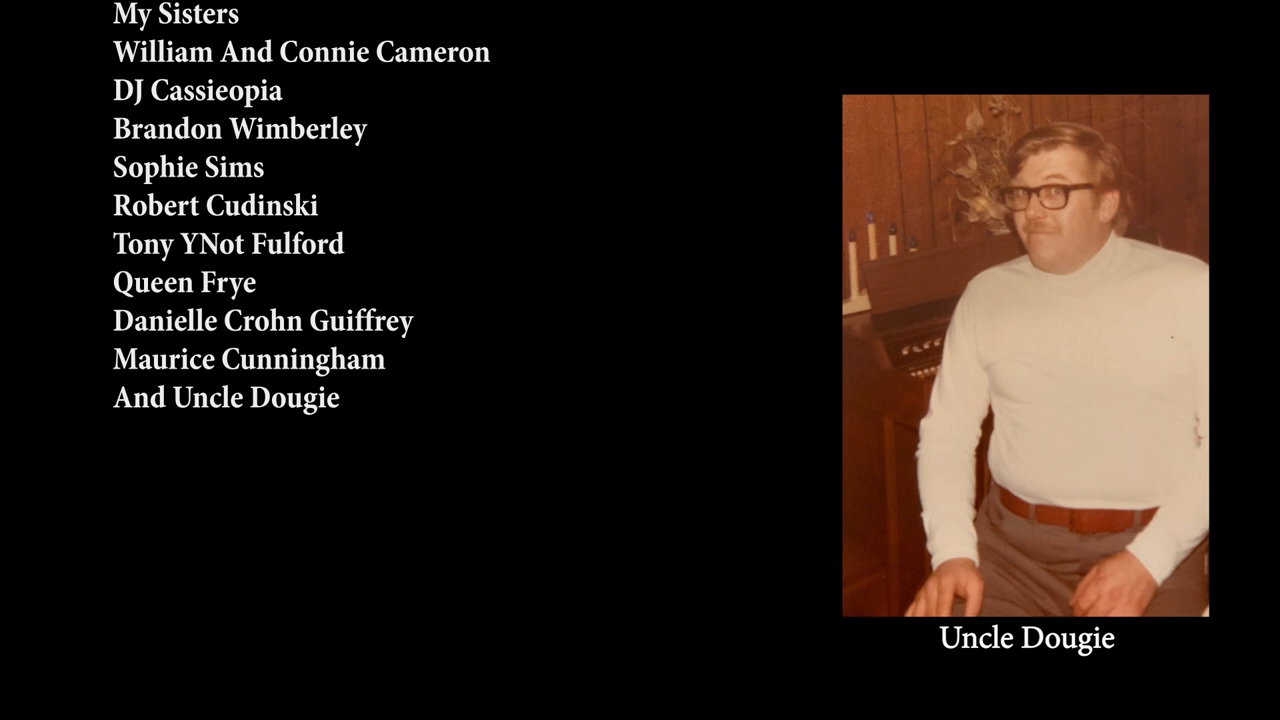 My Sisters
William And Connie Cameron
DJ Cassieopia
Brandon Wimberley
Sophie Sims
Robert Cudinski
Tony YNot Fulford
Queen Frye
Danielle Crohn Guiffrey
Maurice Cunningham
And Uncle Dougie
Uncle Dougie